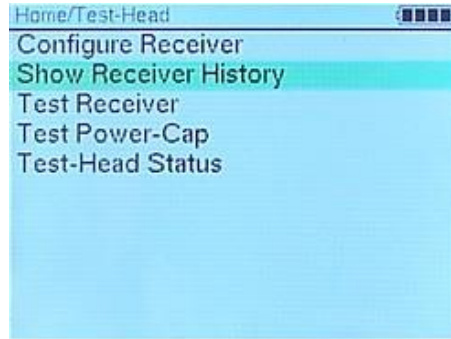 Home/Test-Head
Configure Receiver
Show Receiver History
Test Receiver
Test Power-Cap
Test-Head Status